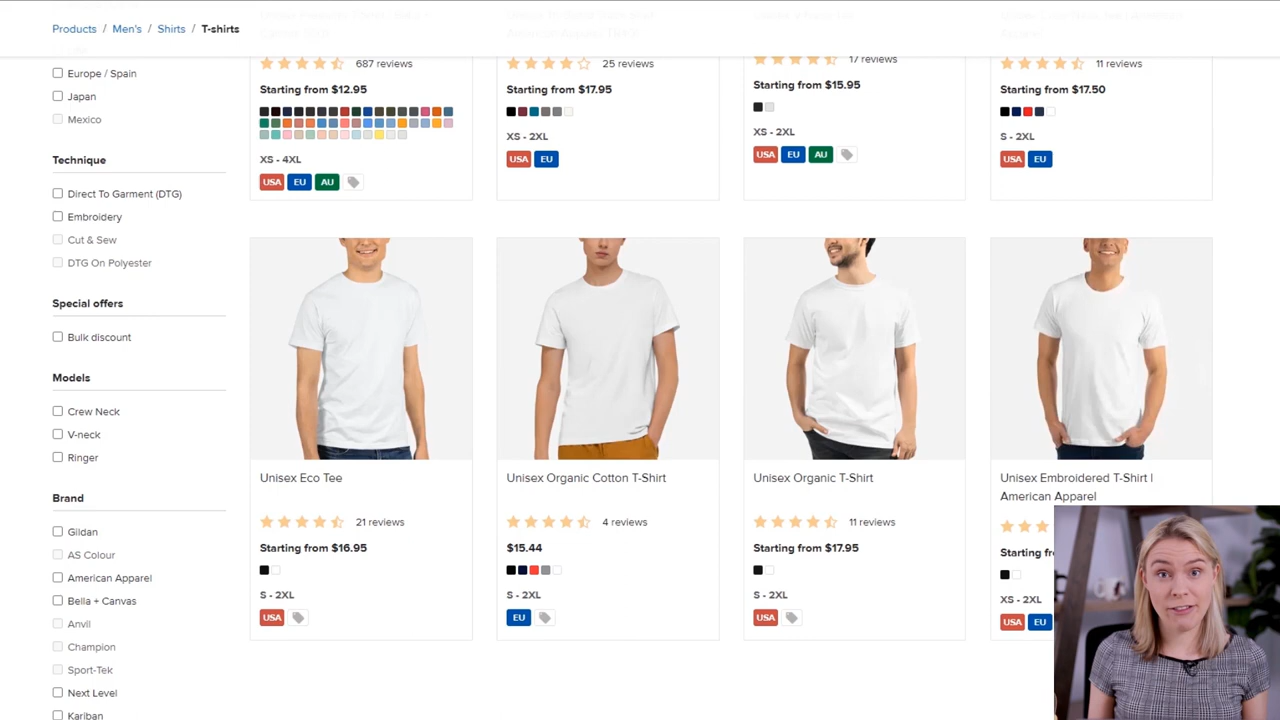 Products / Men's / Shirts / T-shirts
Europe / Spain
Japan
Mexico
Technique
Direct To Garment (DTG)
Embroidery
Cut & Sew
DTG On Polyester
Special offers
Bulk discount
Models
Crew Neck
V-neck
Ringer
Brand
Gildan
AS Colour
American Apparel
Bella + Canvas
Anvil
Champion
Sport-Tek
Next Level
Kariban
687 reviews
Starting from $12.95
XS - 4XL
USA EU AU
25 reviews
Starting from $17.95
XS - 2XL
USA EU
17 reviews
Starting from $15.95
XS - 2XL
USA EU AU
11 reviews
Starting from $17.50
S - 2XL
USA EU
Unisex Eco Tee
21 reviews
Starting from $16.95
S - 2XL
USA
Unisex Organic Cotton T-Shirt
4 reviews
$15.44
S - 2XL
EU
Unisex Organic T-Shirt
11 reviews
Starting from $17.95
S - 2XL
USA
Unisex Embroidered T-Shirt |
American Apparel
Starting
XS - 2XL
USA EU